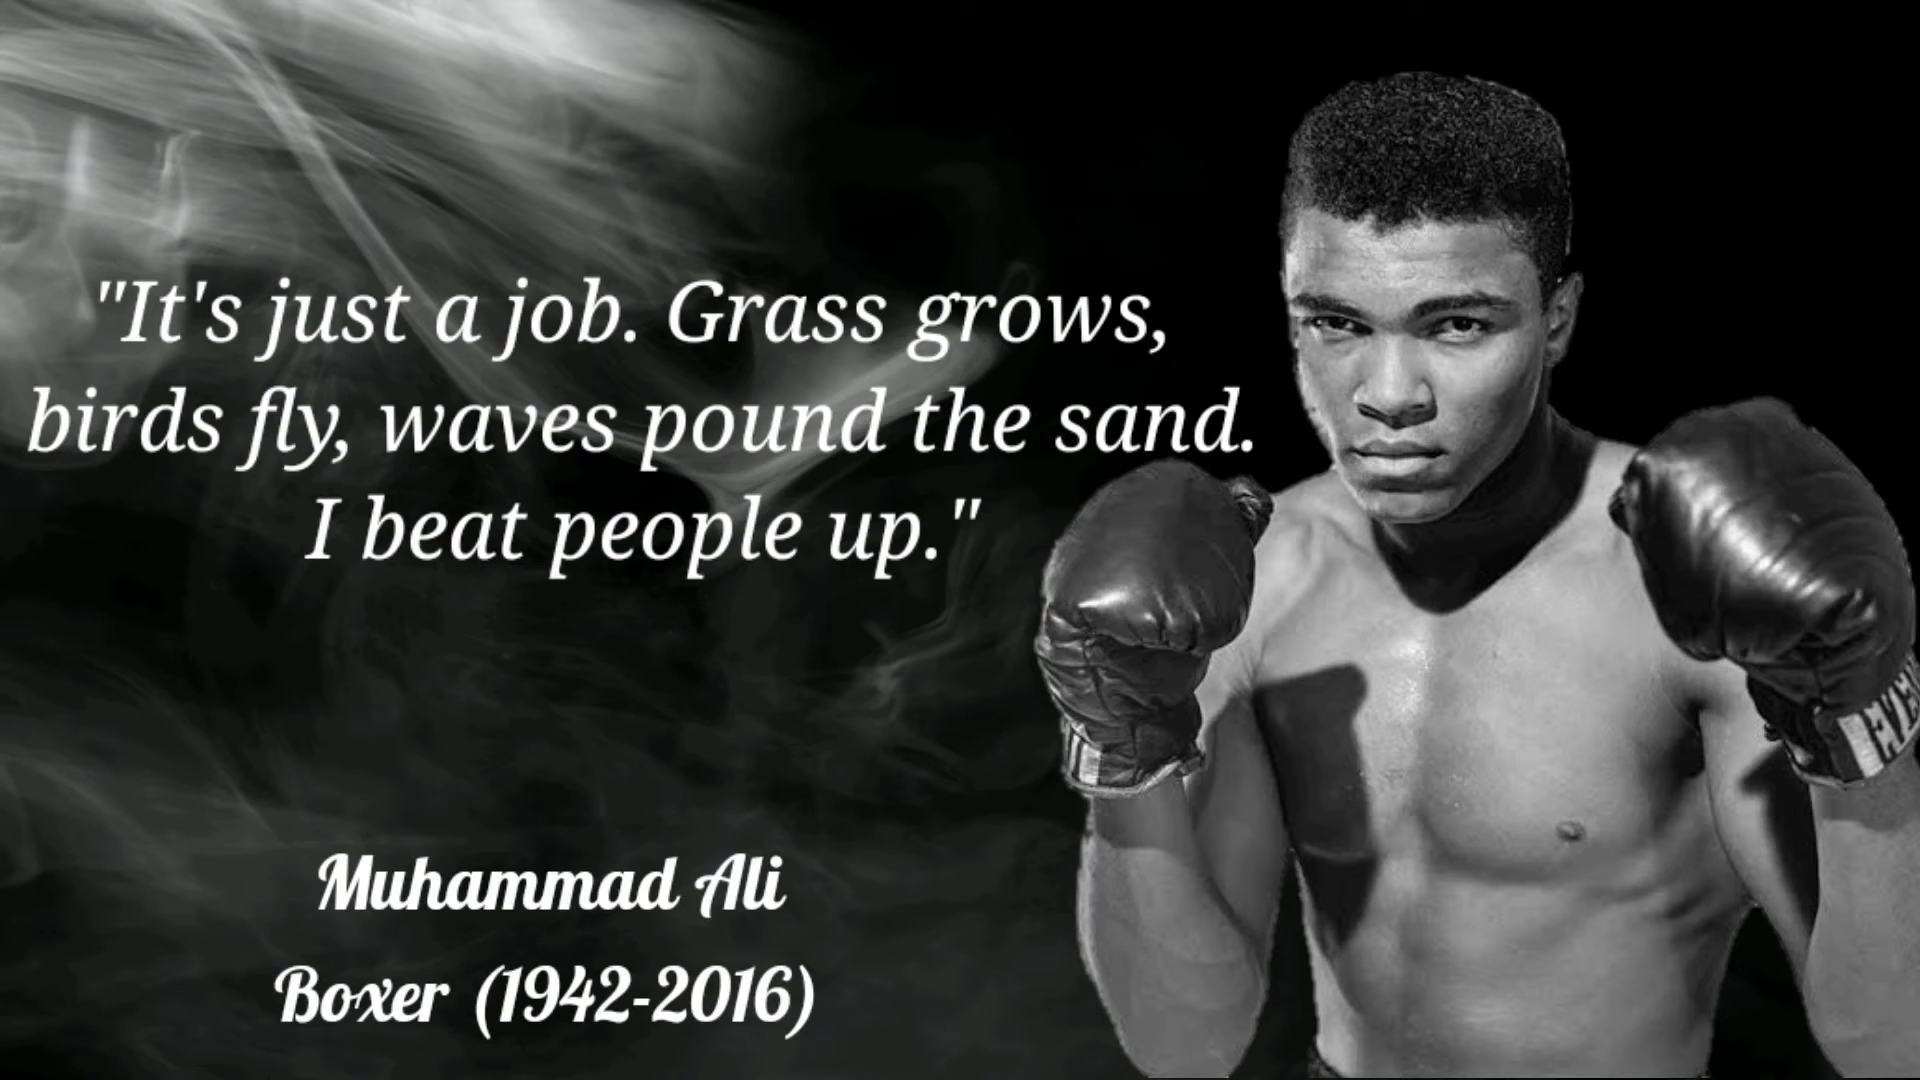 "It's just a job. Grass grows,
birds fly, waves pound the sand.
I beat people up."
Muhammad Ali
Boxer (1942-2016)